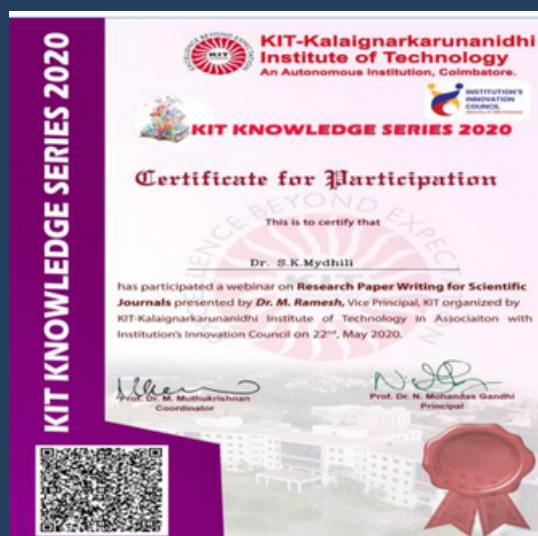 KIT KNOWLEDGE SERIES 2020
KIT-Kalaignarkarunanidhi
Institute of Technology
An Autonomous Institution, Coimbatore.
KIT
INSTITUTION'S
INNOVATION
COUNCIL
KIT KNOWLEDGE SERIES 2020
Certificate for Participation
This is to certify that
Dr. S.K.Mydhili
has participated a webinar on Research Paper Writing for Scientific
Journals presented by Dr. M. Ramesh, Vice Principal, KIT organized by
KIT-Kalaignarkarunanidhi Institute of Technology in Associaiton with
Institution's Innovation Council on 22nd, May 2020.
Prof. Dr. M. Muthukrishnan
Coordinator
Prof. Dr. N. Mohandas Gandhi
Principal